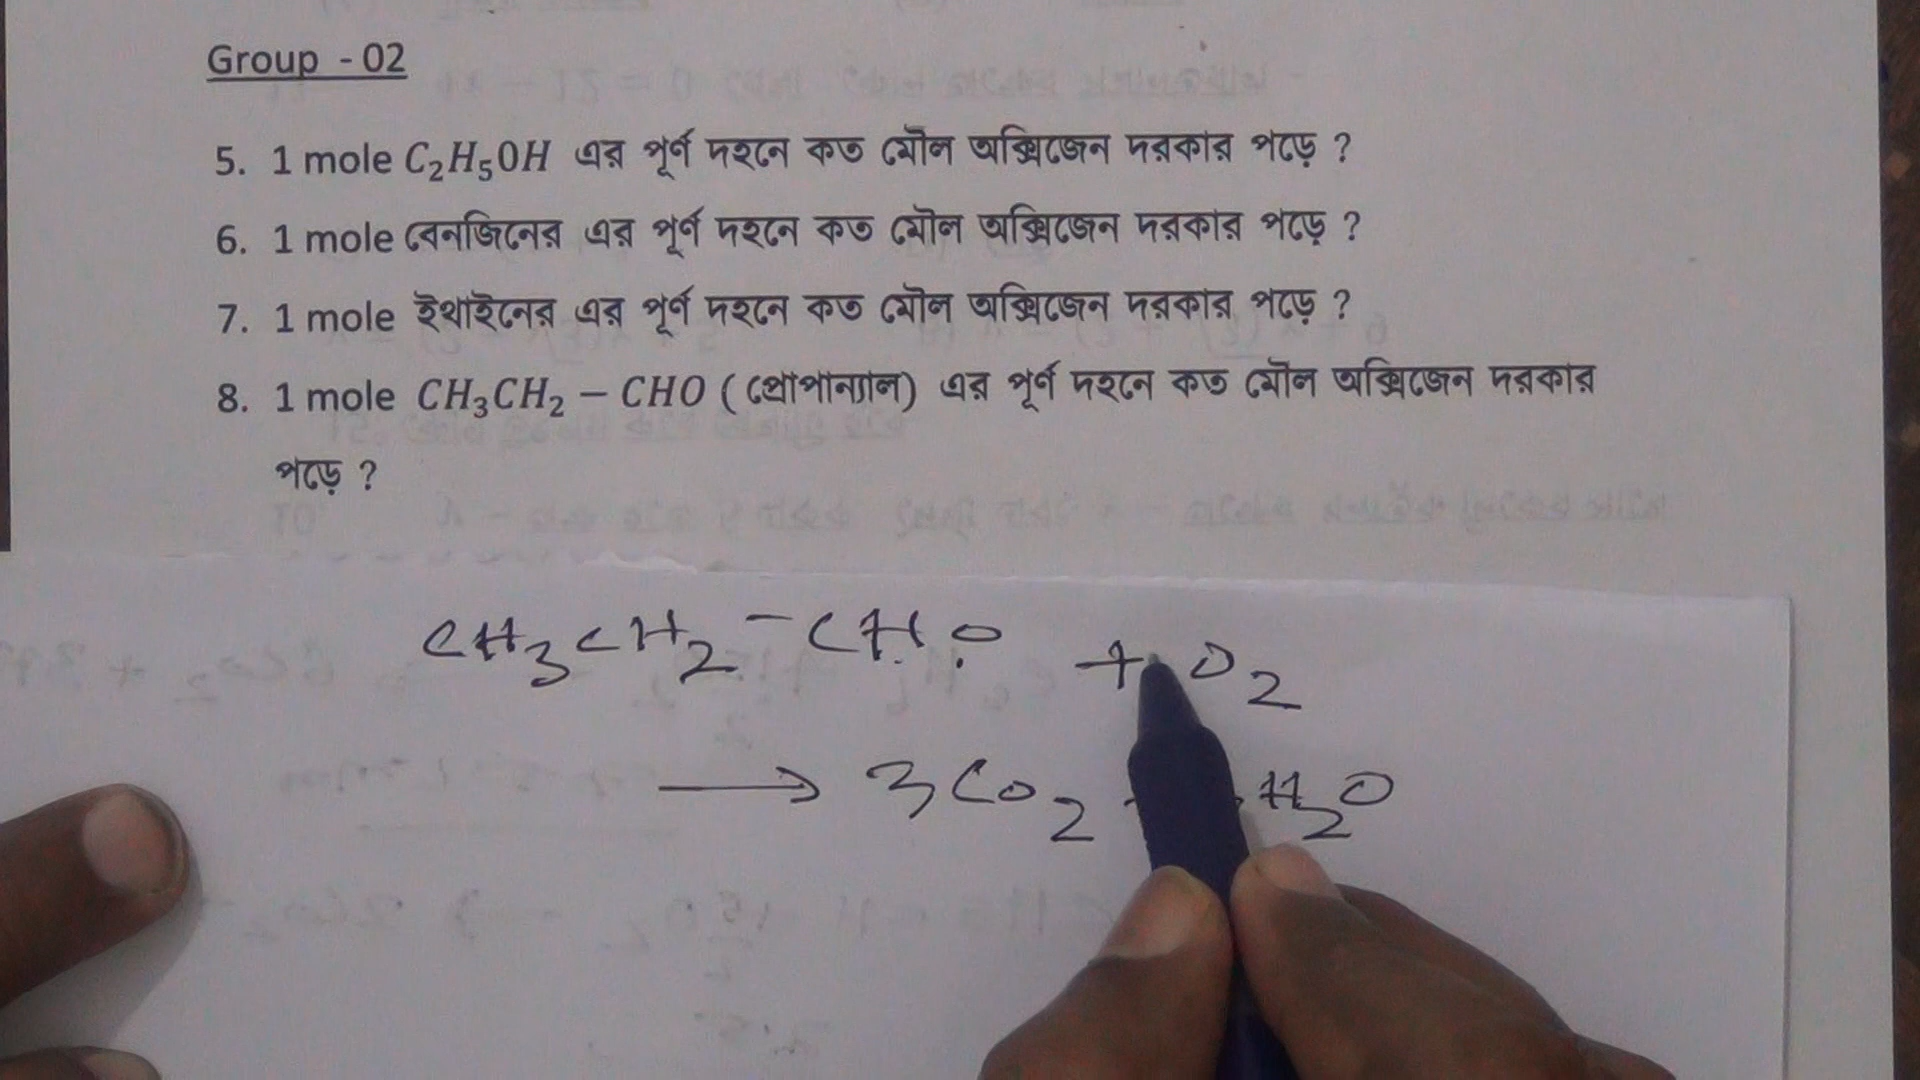 Group - 02
5. 1 mole C₂H₅OH এর পূর্ণ দহনে কত মৌল অক্সিজেন দরকার পড়ে ?
6. 1 mole বেনজিনের এর পূর্ণ দহনে কত মৌল অক্সিজেন দরকার পড়ে ?
7. 1 mole ইথাইনের এর পূর্ণ দহনে কত মৌল অক্সিজেন দরকার পড়ে ?
8. 1 mole CH₃CH₂ – CHO ( প্রোপান্যাল) এর পূর্ণ দহনে কত মৌল অক্সিজেন দরকার
পড়ে ?
CH₃CH₂-CHO + O₂
→ 3CO₂ H₂O